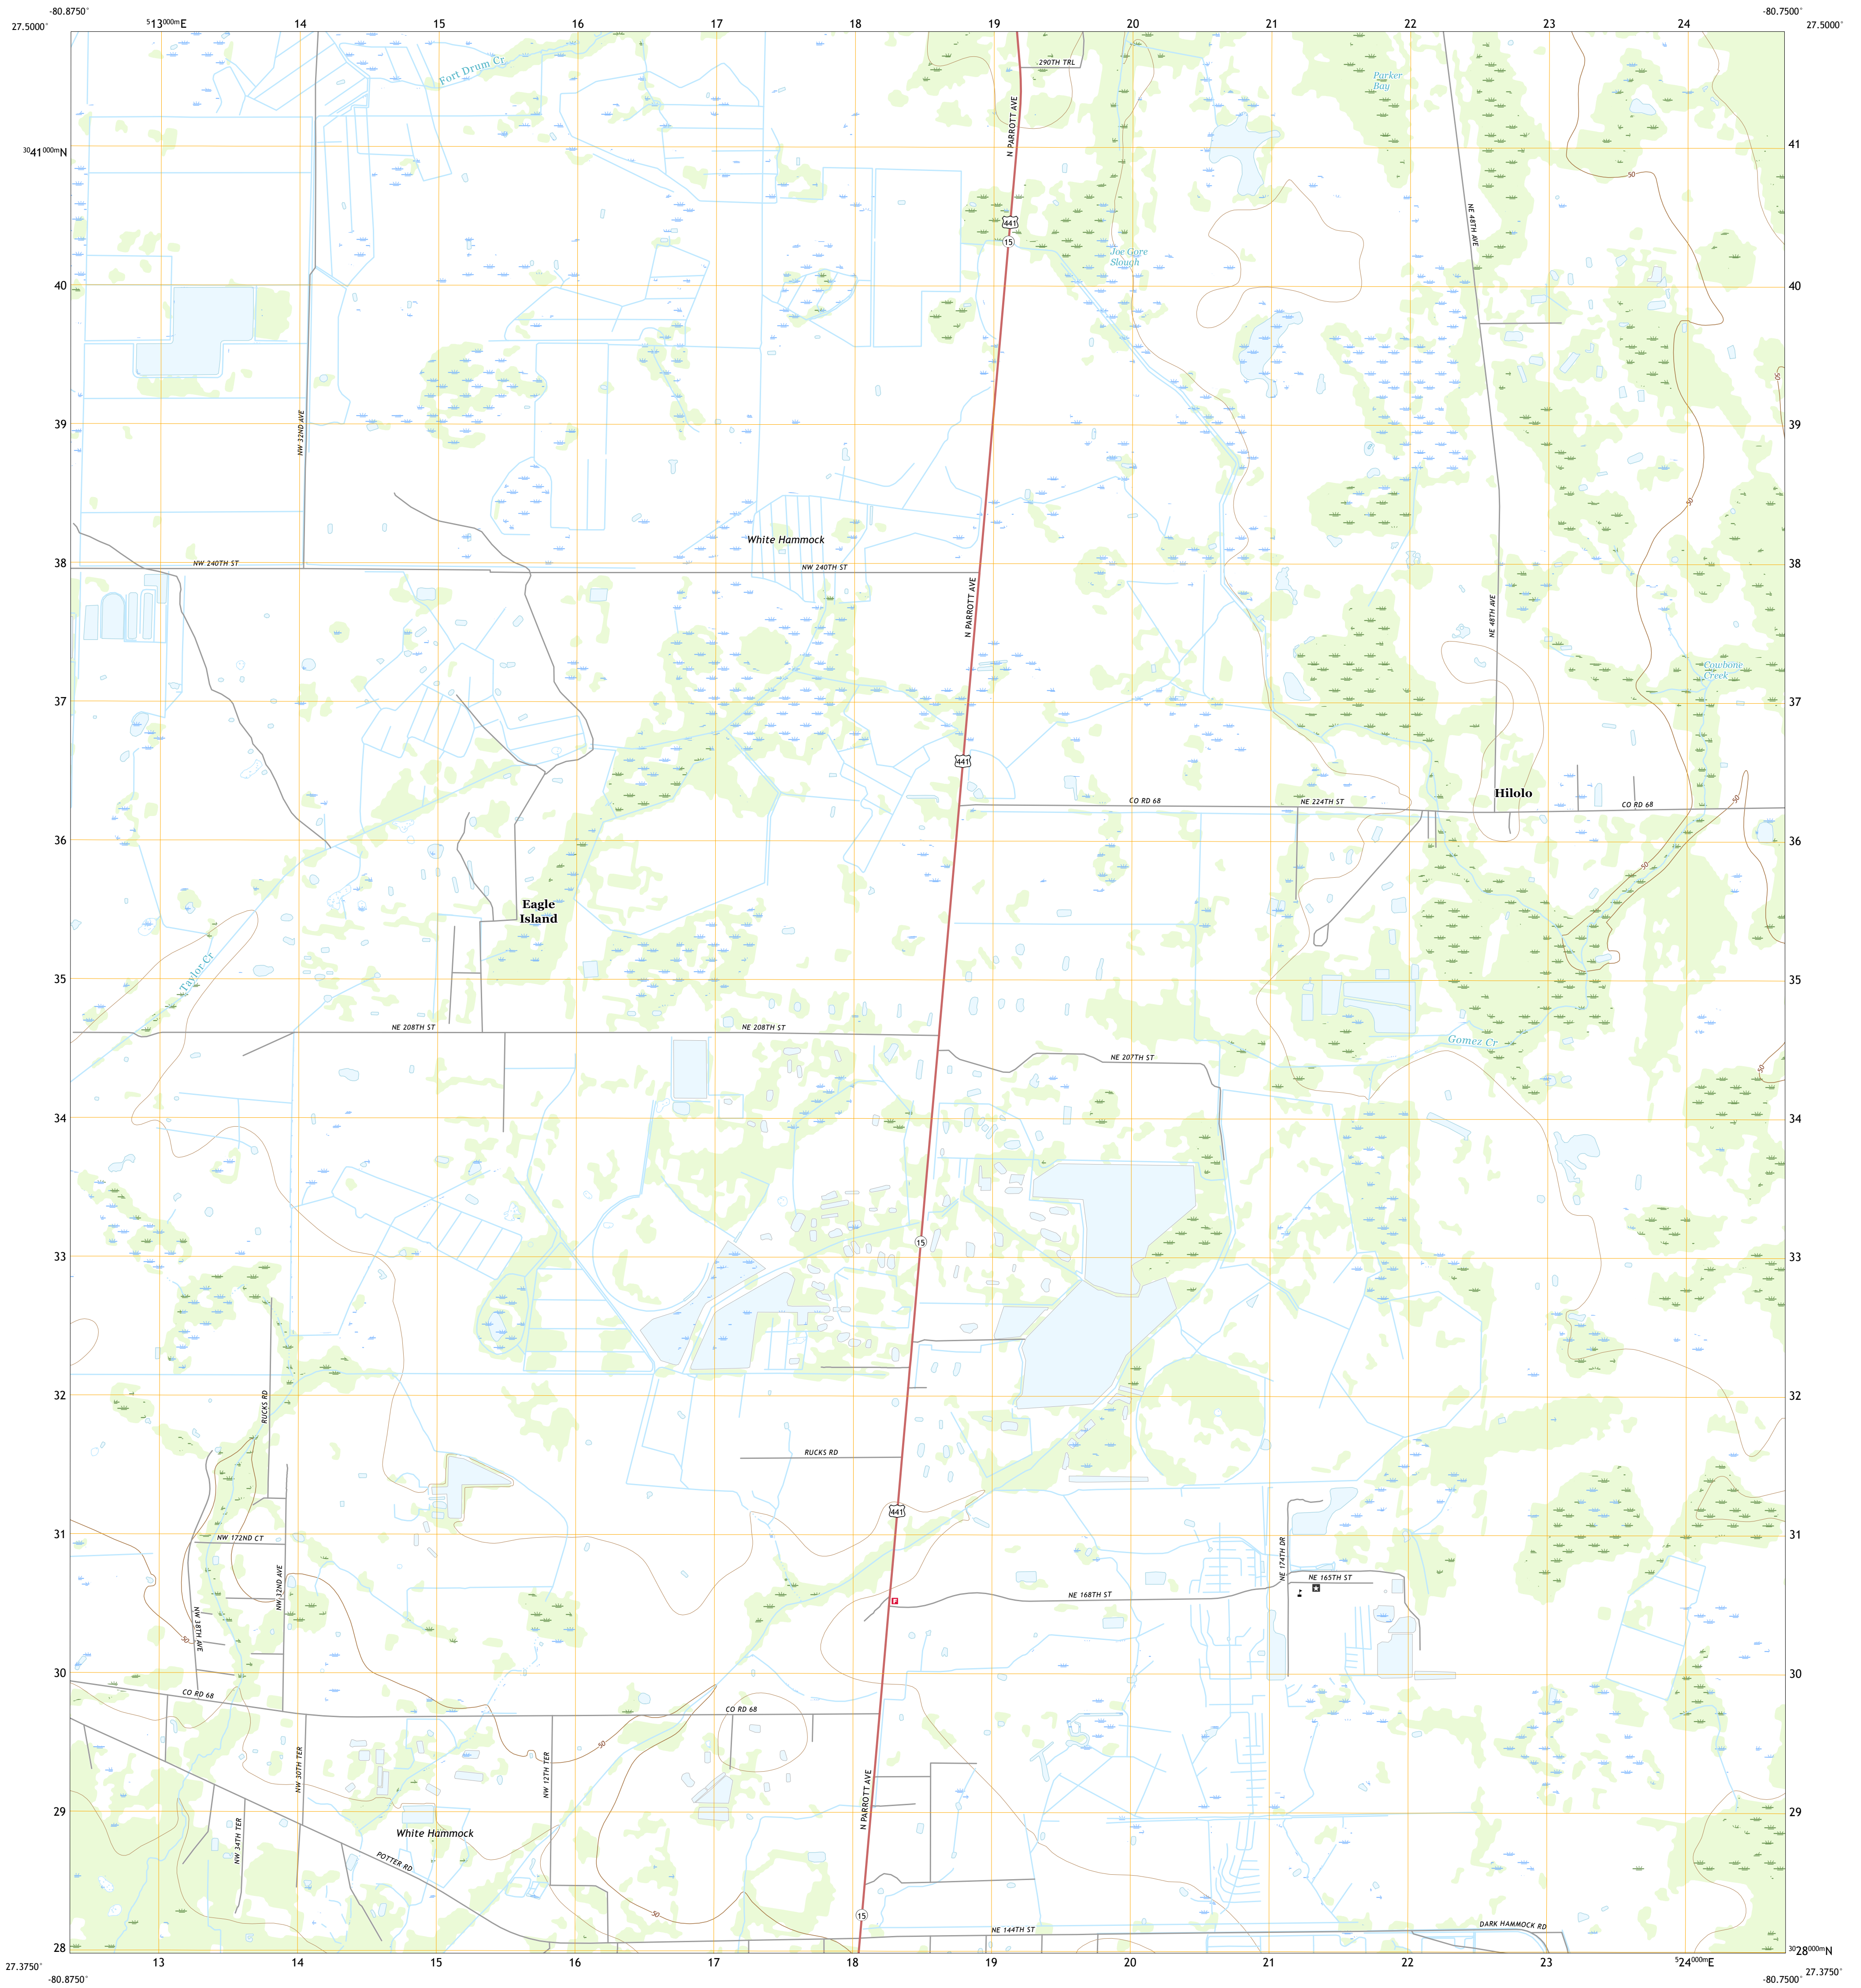 -80.8750°
513000mE
14
15
16
17
18
19
20
21
22
23
24
-80.7500°
27.5000°
27.5000°
290TH TRL
Fort Drum Cr
Parker
Bay
N PARROTT AVE
3041000mN
41
50
441
15
NE 48TH AVE
Joe Gore
Slough
40
40
50
39
NW 32ND AVE
39
50
White Hammock
38
NW 240TH ST
NW 240TH ST
38
N PARROTT AVE
NE 48TH AVE
Cowbone
Creek
37
37
441
Hilolo
CO RD 68
NE 224TH ST
CO RD 68
50
36
36
50
Eagle
Island
Taylor Cr
35
35
NE 208TH ST
NE 208TH ST
Gomez Cr
NE 207TH ST
50
34
34
15
33
33
32
32
RUCKS RD
RUCKS RD
441
31
31
NW 172ND CT
NE 174TH DR
NW 32ND AVE
NE 165TH ST
NE 168TH ST
F
NW 38TH AVE
50
30
30
CO RD 68
CO RD 68
50
NW 30TH TER
NW 12TH TER
N PARROTT AVE
29
29
White Hammock
NW 34TH TER
POTTER RD
50
15
DARK HAMMOCK RD
NE 144TH ST
28
3028000mN
13
14
15
16
17
18
19
20
21
22
23
524000mE
27.3750°
27.3750°
-80.8750°
-80.7500°